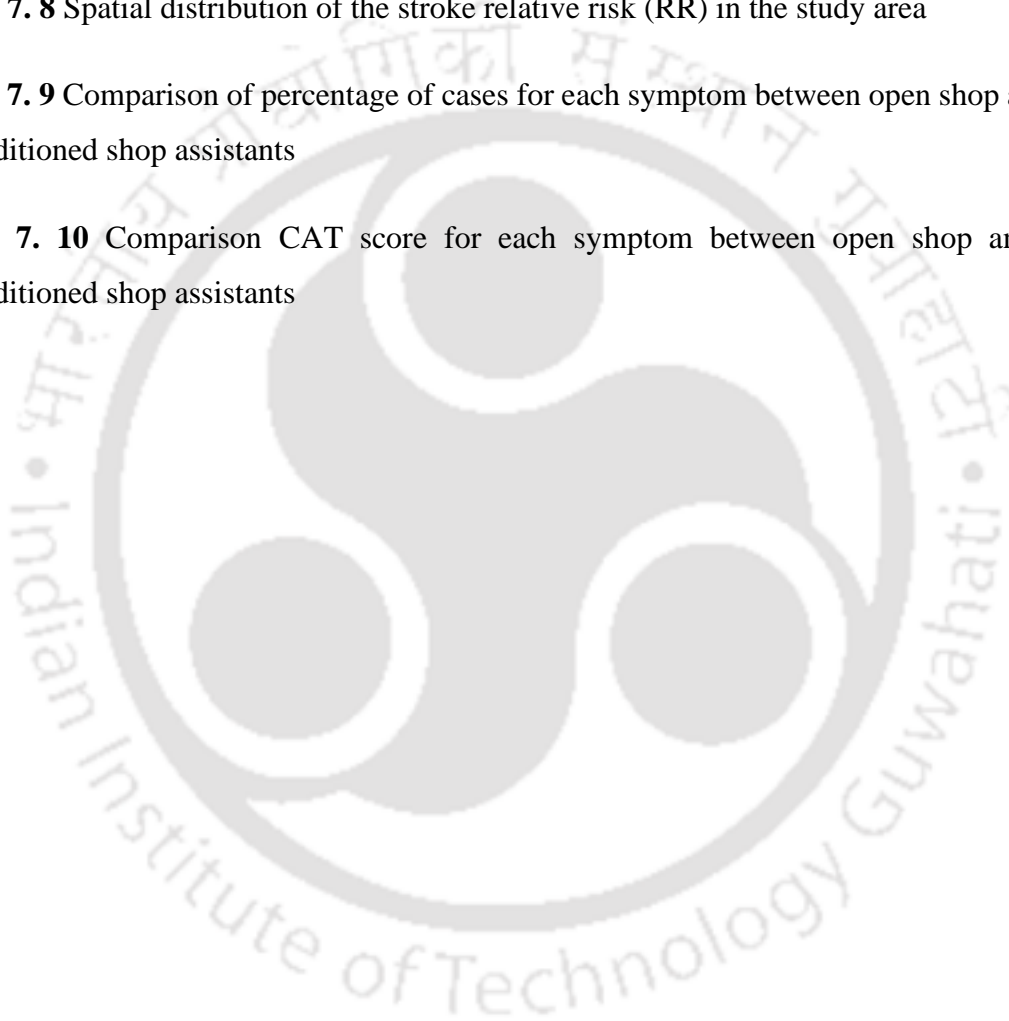 7. 8 Spatial distribution of the stroke relative risk (RR) in the study area
7. 9 Comparison of percentage of cases for each symptom between open shop a
ditioned shop assistants
7. 10 Comparison CAT score for each symptom between open shop an
ditioned shop assistants
भारतीय प्रौद्योगिकी संस्थान गुवाहाटी
Indian Institute of Technology Guwahati